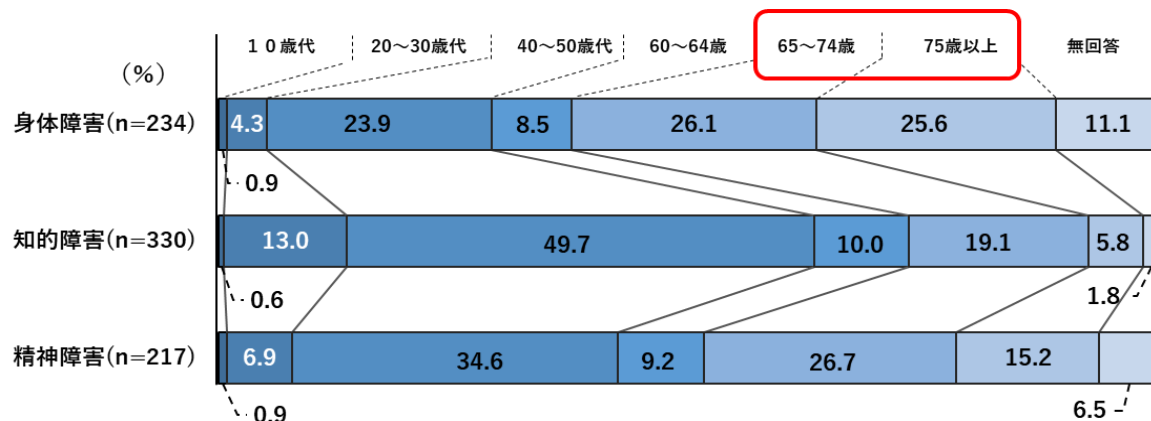 １０歳代 20～30歳代 40～50歳代 60～64歳 65～74歳 75歳以上 無回答
（%）
身体障害(n=234) 4.3 23.9 8.5 26.1 25.6 11.1
0.9
知的障害(n=330) 13.0 49.7 10.0 19.1 5.8
0.6 1.8
精神障害(n=217) 6.9 34.6 9.2 26.7 15.2
0.9 6.5